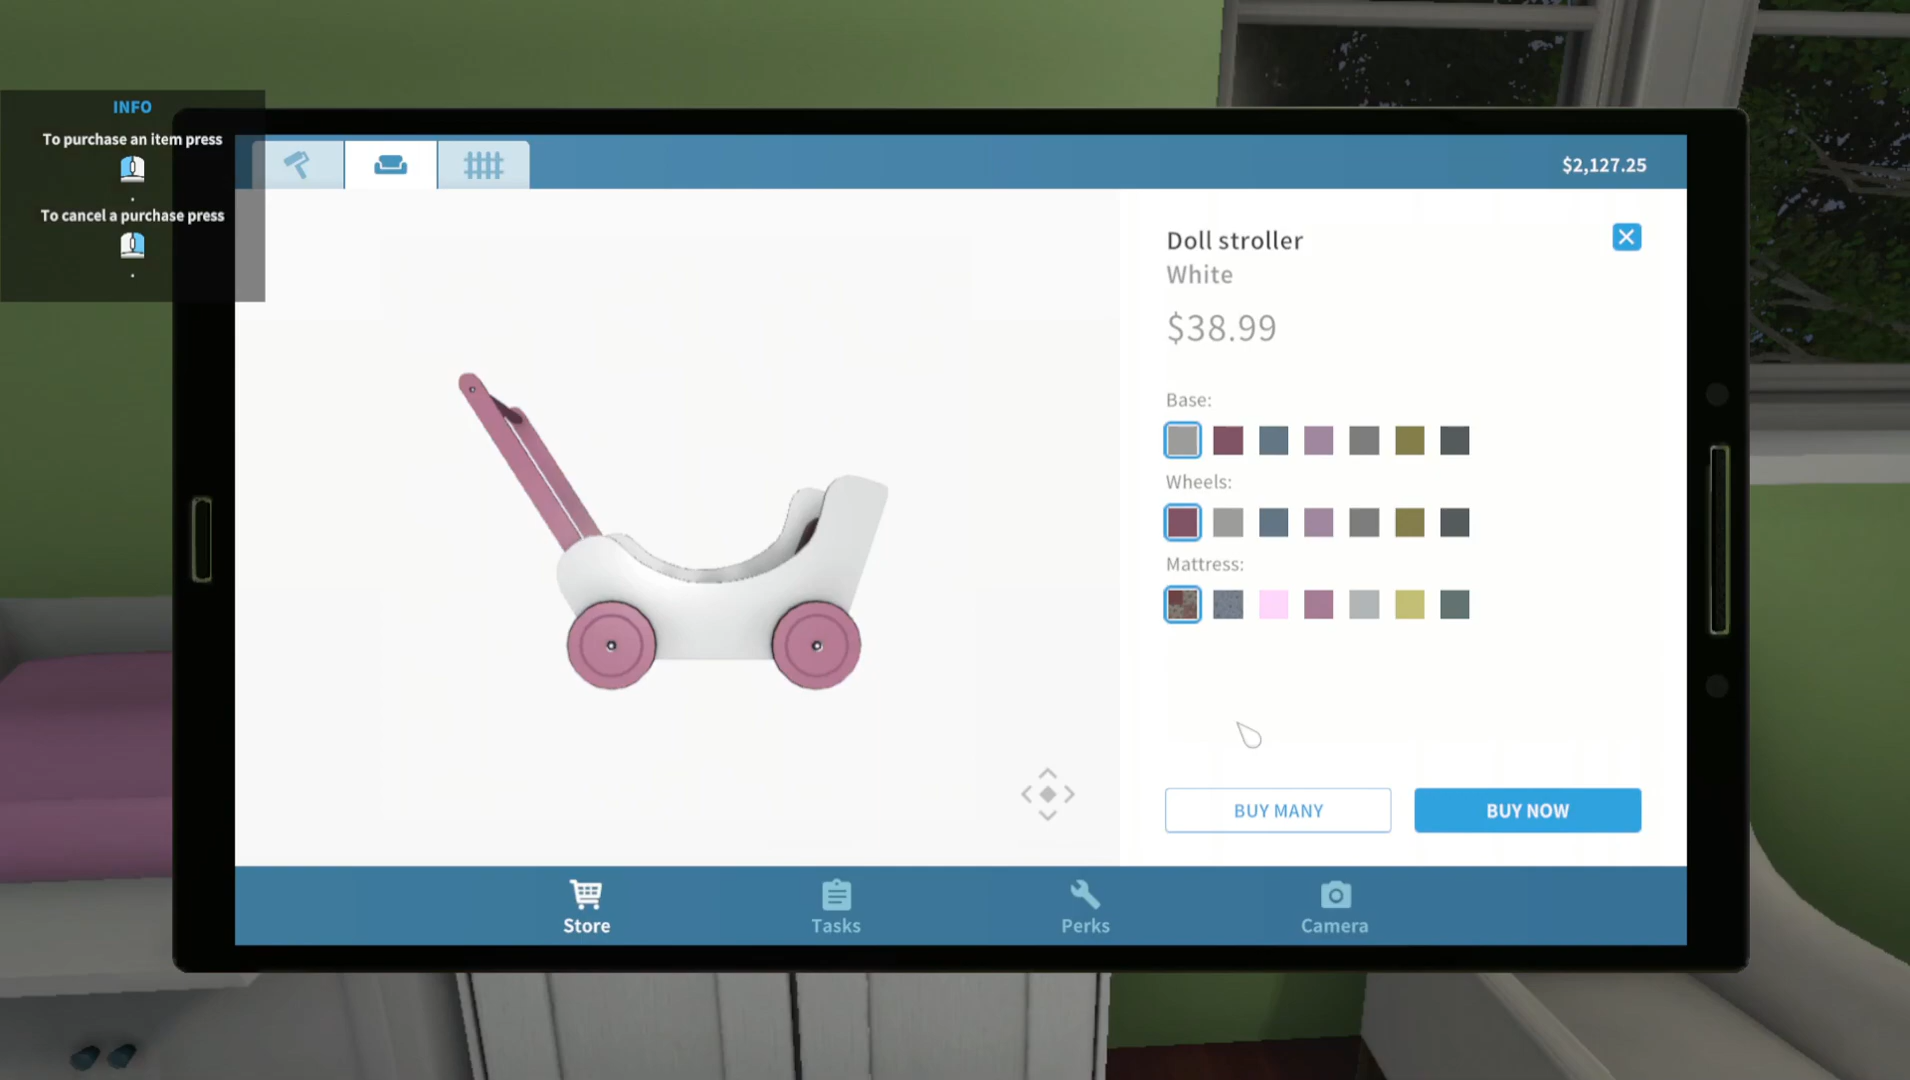 INFO
To purchase an item press
.
To cancel a purchase press
.
$2,127.25
Doll stroller
White
$38.99
Base:
Wheels:
Mattress:
BUY MANY
BUY NOW
Store
Tasks
Perks
Camera